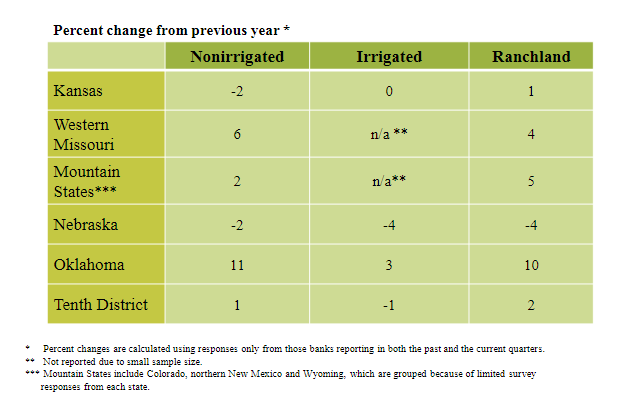 Percent change from previous year *
Nonirrigated Irrigated Ranchland
Kansas -2 0 1
Western
Missouri 6 n/a ** 4
Mountain
States*** 2 n/a** 5
Nebraska -2 -4 -4
Oklahoma 11 3 10
Tenth District 1 -1 2
* Percent changes are calculated using responses only from those banks reporting in both the past and the current quarters.
** Not reported due to small sample size.
*** Mountain States include Colorado, northern New Mexico and Wyoming, which are grouped because of limited survey
responses from each state.